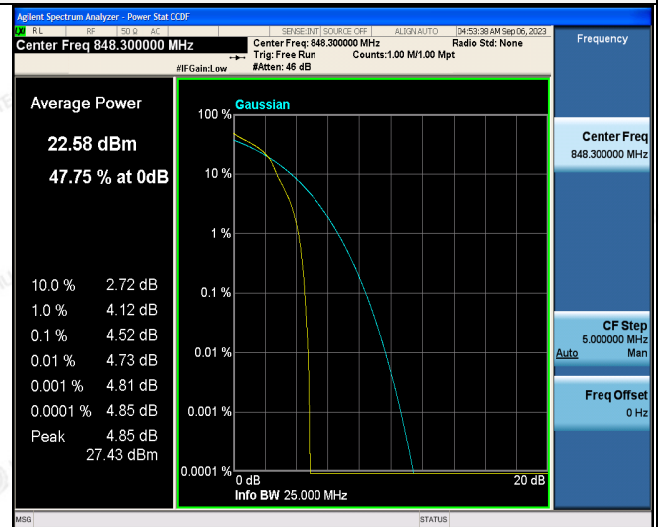 Agilent Spectrum Analyzer - Power Stat CCDF
RL RF 50 Ω AC SENSE:INT SOURCE OFF ALIGN AUTO 04:53:38 AM Sep 06, 2023
Center Freq 848.300000 MHz
Center Freq: 848.300000 MHz Radio Std: None
Trig: Free Run Counts:1.00 M/1.00 Mpt
#IFGain:Low #Atten: 46 dB
Frequency
Average Power
22.58 dBm
47.75 % at 0dB
10.0 % 2.72 dB
1.0 % 4.12 dB
0.1 % 4.52 dB
0.01 % 4.73 dB
0.001 % 4.81 dB
0.0001 % 4.85 dB
Peak 4.85 dB
27.43 dBm
Gaussian
100 %
10 %
1 %
0.1 %
0.01 %
0.001 %
0.0001 %
0 dB 20 dB
Info BW 25.000 MHz
Center Freq
848.300000 MHz
CF Step
5.000000 MHz
Auto Man
Freq Offset
0 Hz
MSG STATUS